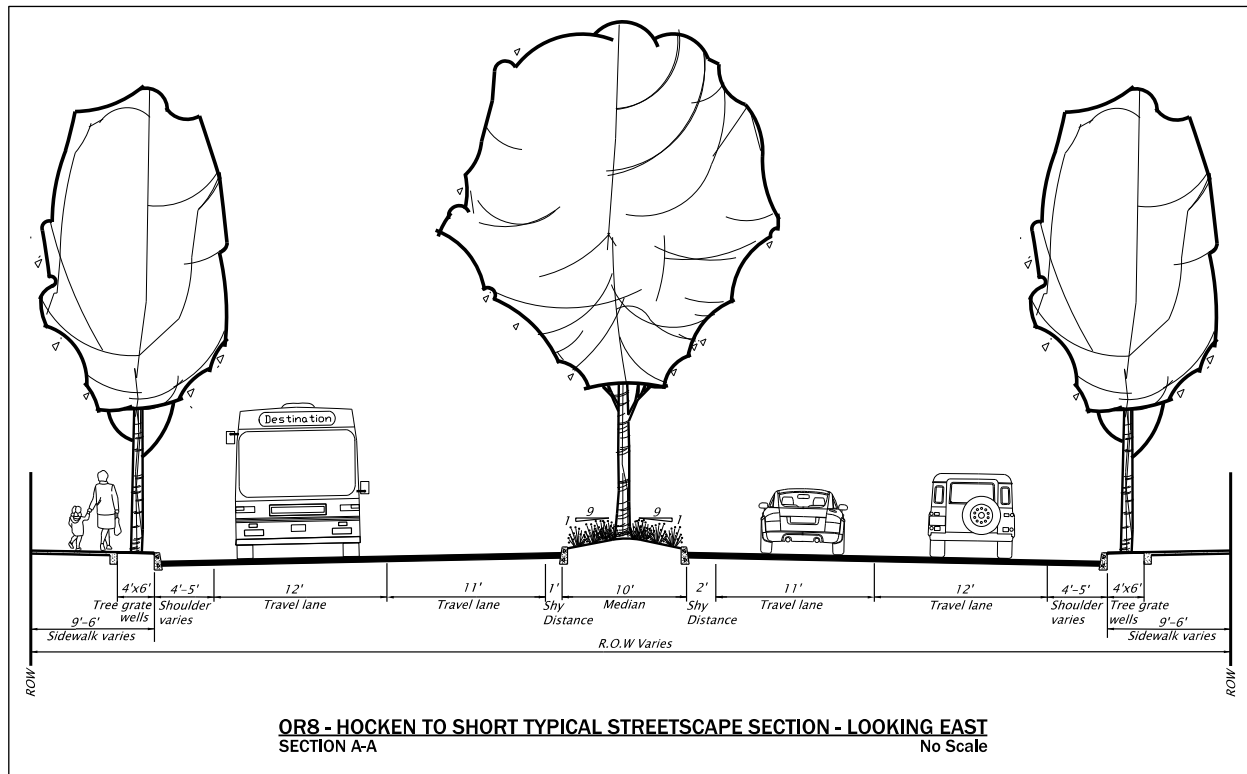 Destination
1 9 9 1
4'x6' 4'-5' 12' 11' 1' 10' 2' 11' 12' 4'-5' 4'x6'
Tree grate wells
Shoulder varies
Travel lane
Travel lane
Shy Distance
Median
Shy Distance
Travel lane
Travel lane
Shoulder varies
Tree grate wells
9'-6'
Sidewalk varies
9'-6'
Sidewalk varies
R.O.W Varies
ROW
ROW
OR8 - HOCKEN TO SHORT TYPICAL STREETSCAPE SECTION - LOOKING EAST
SECTION A-A No Scale